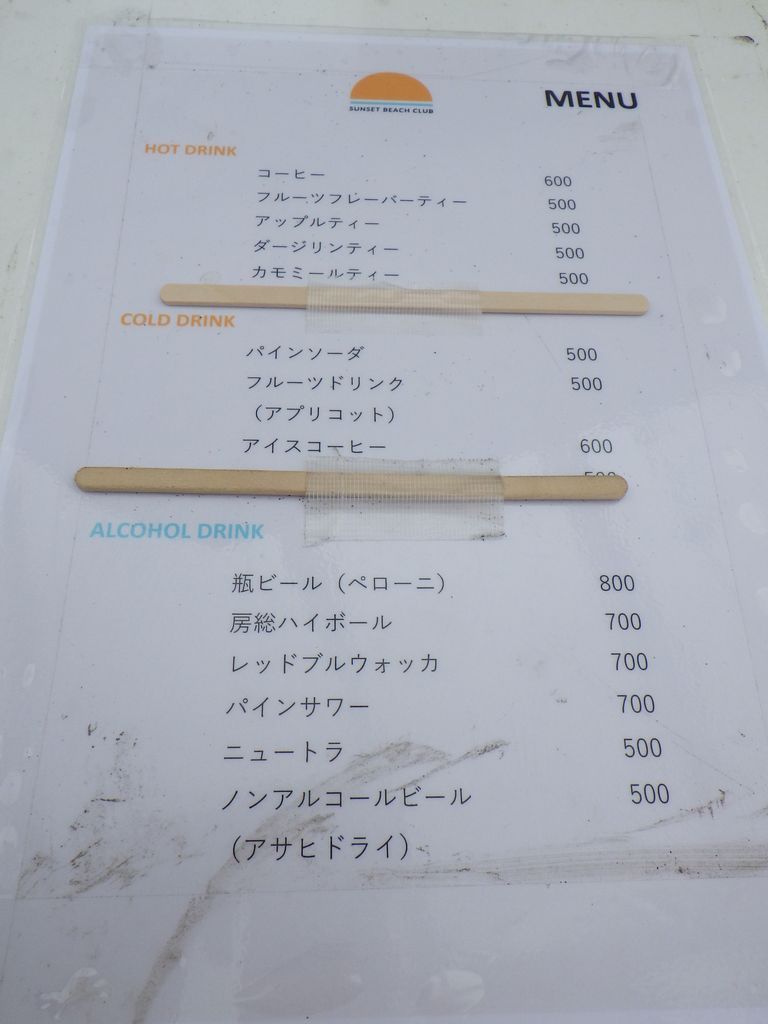 SUNSET BEACH CLUB
MENU
HOT DRINK
コーヒー 600
フルーツフレーバーティー 500
アップルティー 500
ダージリンティー 500
カモミールティー 500
COLD DRINK
パインソーダ 500
フルーツドリンク 500
（アプリコット）
アイスコーヒー 600
500
ALCOHOL DRINK
瓶ビール（ペローニ） 800
房総ハイボール 700
レッドブルウォッカ 700
パインサワー 700
ニュートラ 500
ノンアルコールビール 500
（アサヒドライ）